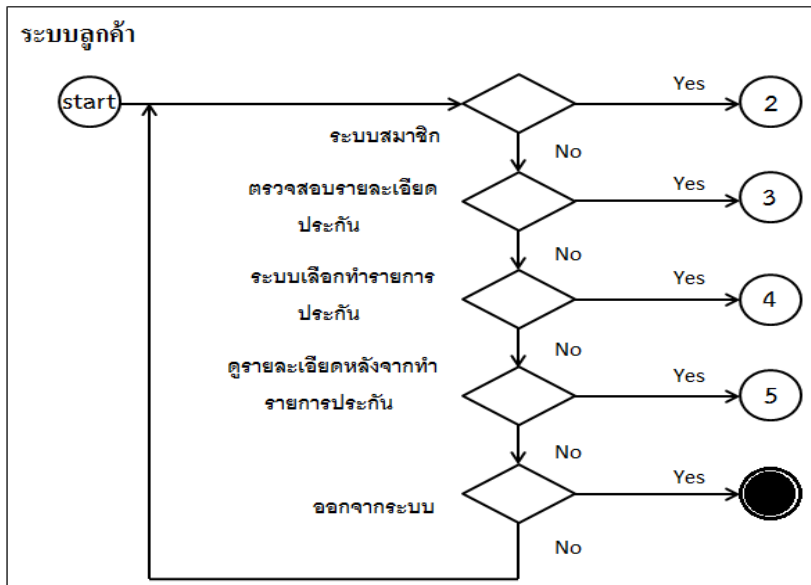 ระบบลูกค้า
start
Yes
2
ระบบสมาชิก
No
ตรวจสอบรายละเอียด
ประกัน
Yes
3
No
ระบบเลือกทำรายการ
ประกัน
Yes
4
No
ดูรายละเอียดหลังจากทำ
รายการประกัน
Yes
5
No
ออกจากระบบ
Yes
No